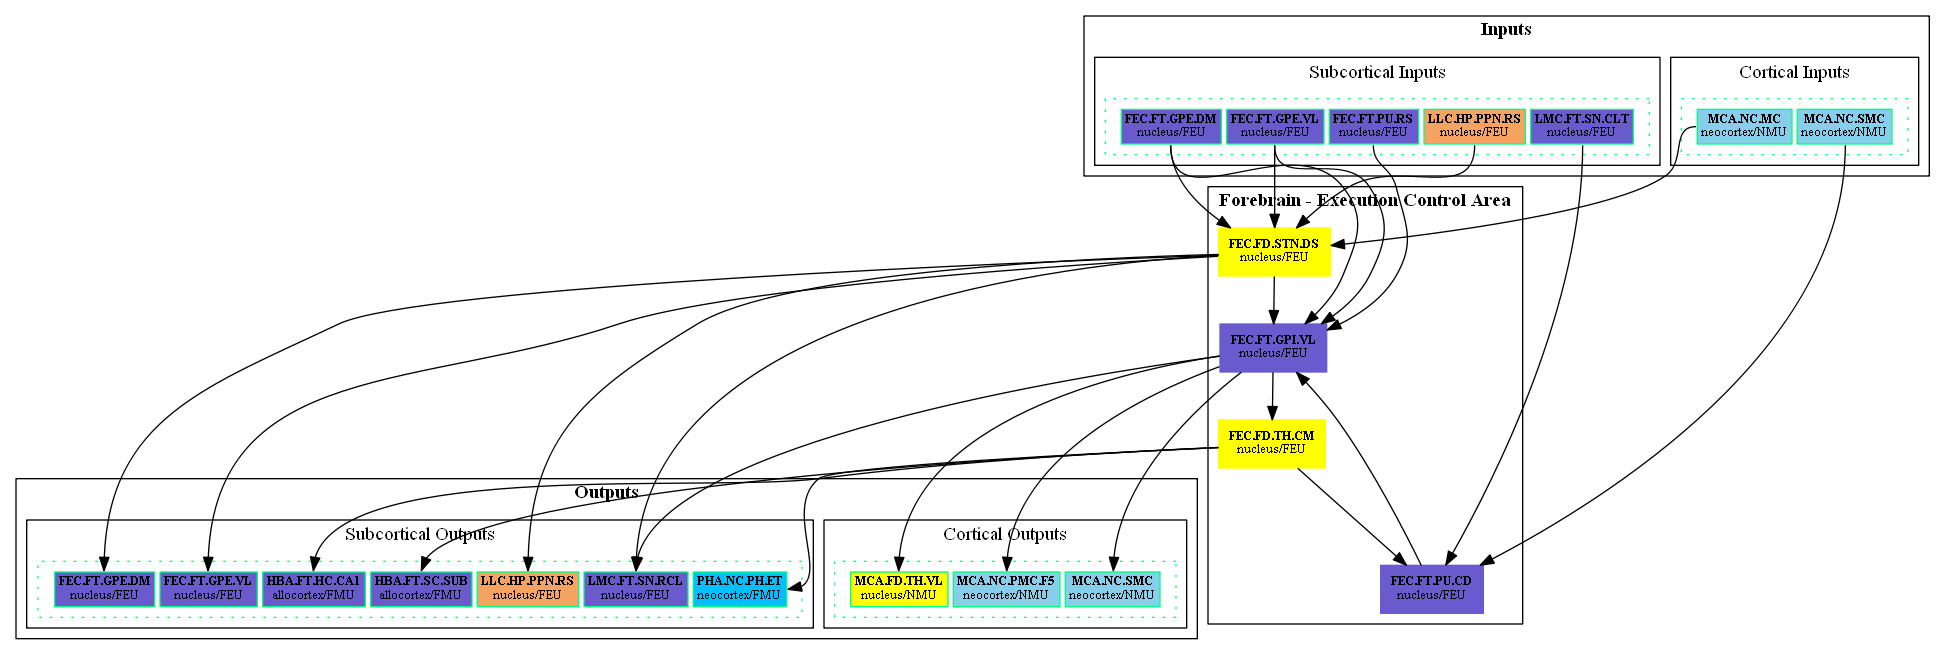 Inputs
Subcortical Inputs
Cortical Inputs
FEC.FT.GPE.DM
nucleus/FEU
FEC.FT.GPE.VL
nucleus/FEU
FEC.FT.PU.RS
nucleus/FEU
LLC.HP.PPN.RS
nucleus/FEU
LMC.FT.SN.CLT
nucleus/FEU
MCA.NC.MC
neocortex/NMU
MCA.NC.SMC
neocortex/NMU
Forebrain - Execution Control Area
FEC.FD.STN.DS
nucleus/FEU
FEC.FT.GPI.VL
nucleus/FEU
FEC.FD.TH.CM
nucleus/FEU
FEC.FT.PU.CD
nucleus/FEU
Outputs
Subcortical Outputs
Cortical Outputs
FEC.FT.GPE.DM
nucleus/FEU
FEC.FT.GPE.VL
nucleus/FEU
HBA.FT.HC.CA1
allocortex/FMU
HBA.FT.SC.SUB
allocortex/FMU
LLC.HP.PPN.RS
nucleus/FEU
LMC.FT.SN.RCL
nucleus/FEU
PHA.NC.PH.ET
neocortex/FMU
MCA.FD.TH.VL
nucleus/NMU
MCA.NC.PMC.F5
neocortex/NMU
MCA.NC.SMC
neocortex/NMU